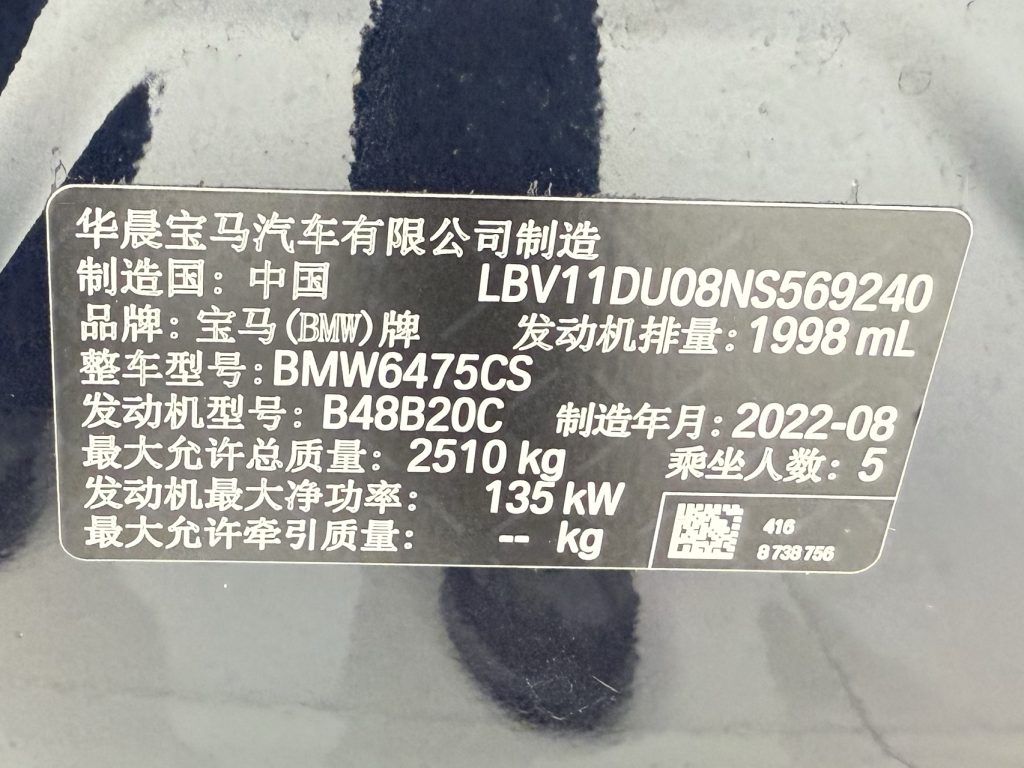 华晨宝马汽车有限公司制造
制造国：中国 LBV11DU08NS569240
品牌：宝马(BMW)牌 发动机排量：1998 mL
整车型号：BMW6475CS
发动机型号：B48B20C 制造年月：2022-08
最大允许总质量：2510 kg 乘坐人数：5
发动机最大净功率：135 kW
最大允许牵引质量：-- kg
416
8 738 756